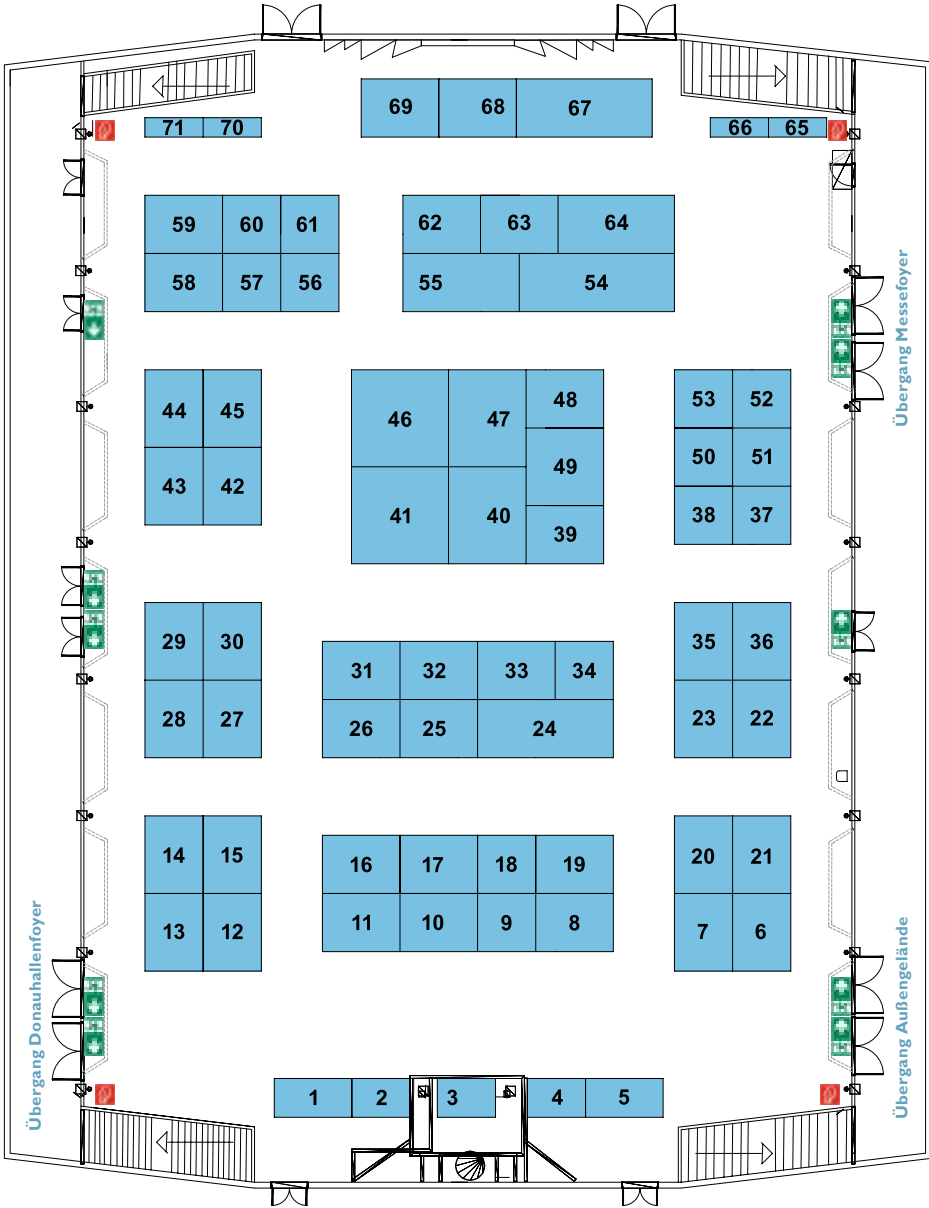 69 68 67
71 70 66 65
59 60 61 62 63 64
58 57 56 55 54
Übergang Messefoyer
44 45 46 47 48 53 52
49 50 51
43 42 41 40 39 38 37
29 30 31 32 33 34 35 36
28 27 26 25 24 23 22
14 15 16 17 18 19 20 21
13 12 11 10 9 8 7 6
Übergang Donauhallenfoyer
Übergang Außengelände
1 2 3 4 5